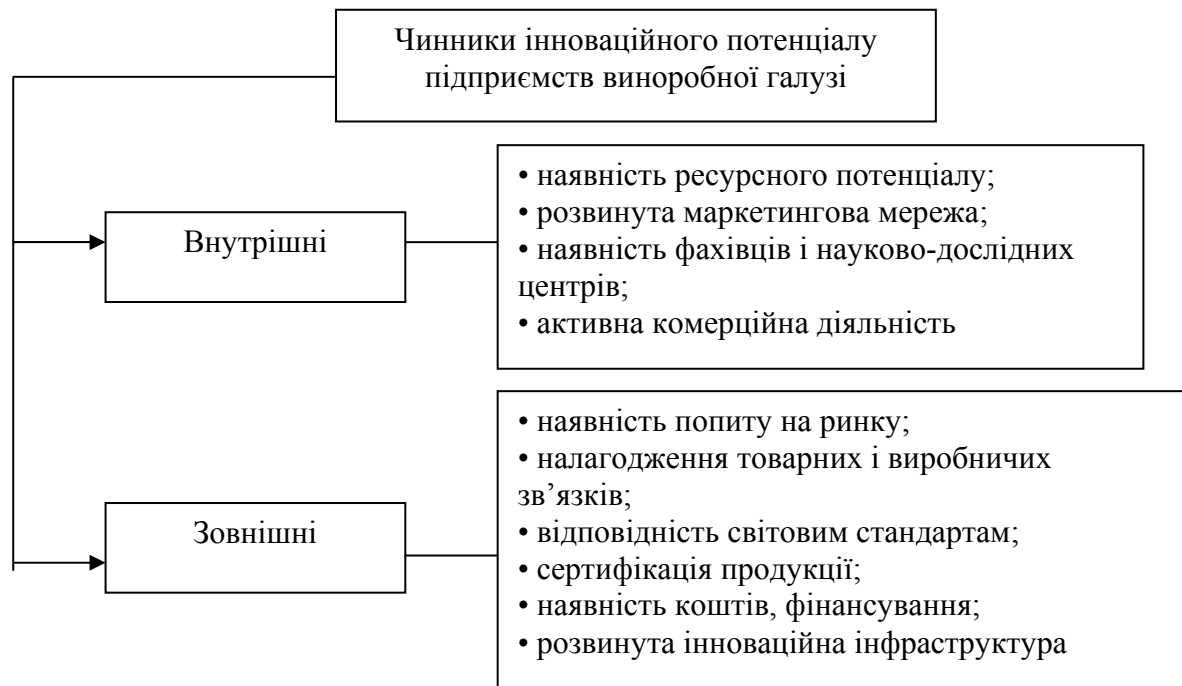 Чинники інноваційного потенціалу
підприємств виноробної галузі
Внутрішні
• наявність ресурсного потенціалу;
• розвинута маркетингова мережа;
• наявність фахівців і науково-дослідних
центрів;
• активна комерційна діяльність
Зовнішні
• наявність попиту на ринку;
• налагодження товарних і виробничих
зв’язків;
• відповідність світовим стандартам;
• сертифікація продукції;
• наявність коштів, фінансування;
• розвинута інноваційна інфраструктура